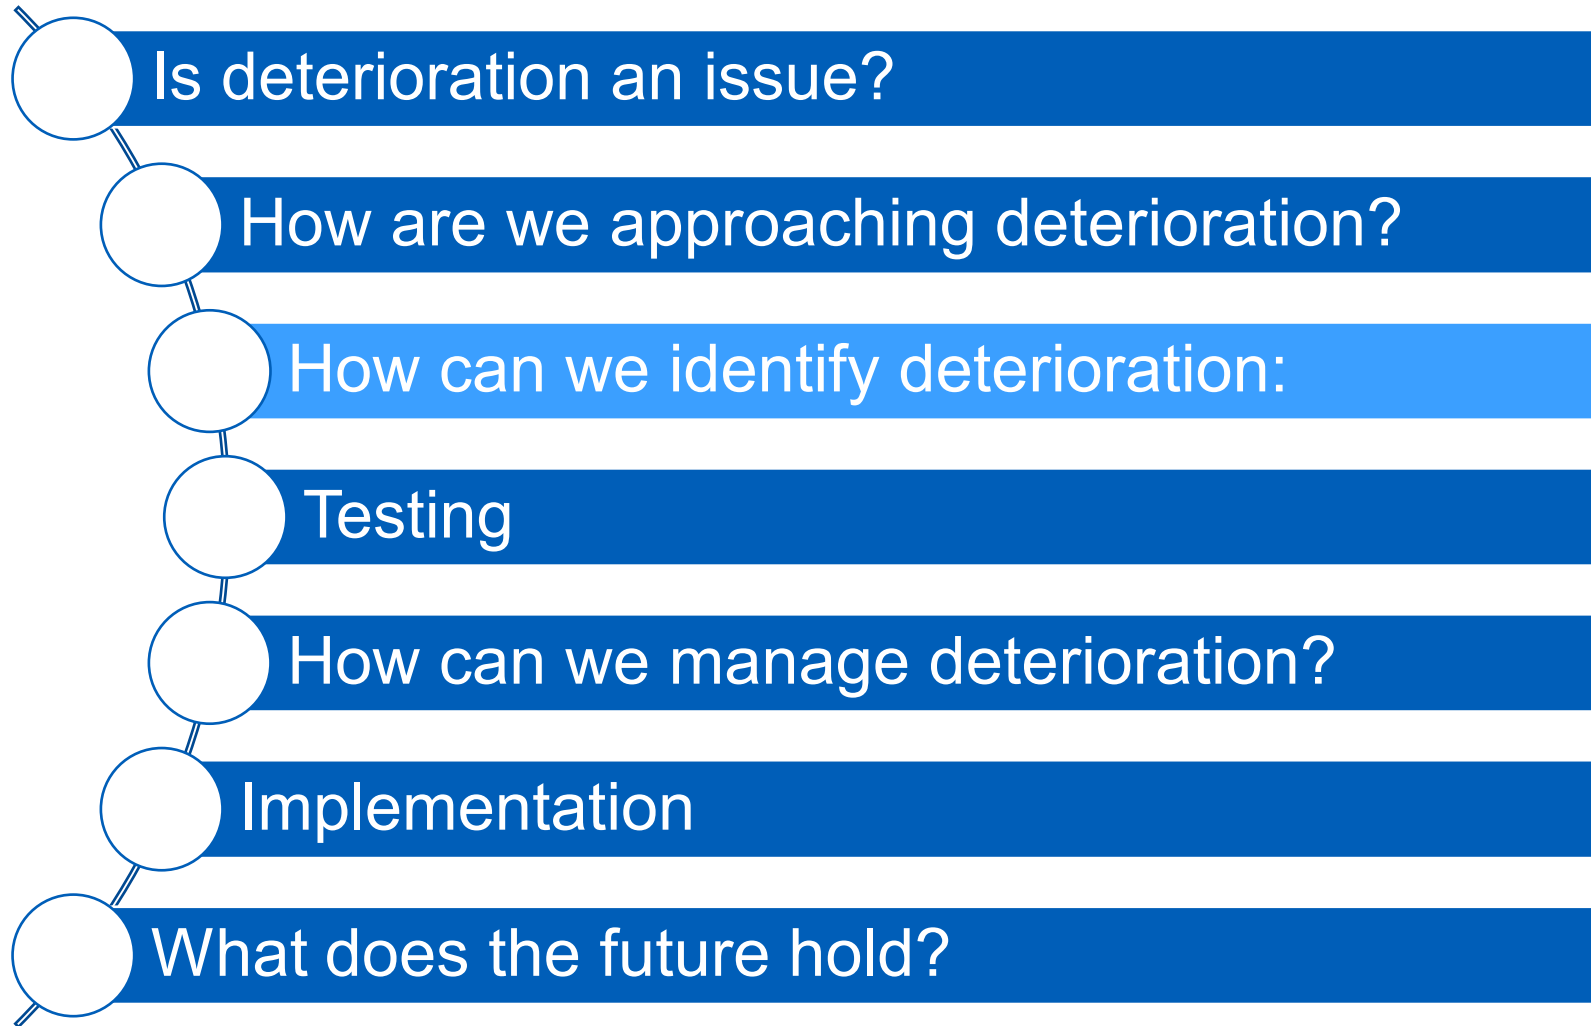 Is deterioration an issue?
How are we approaching deterioration?
How can we identify deterioration:
Testing
How can we manage deterioration?
Implementation
What does the future hold?